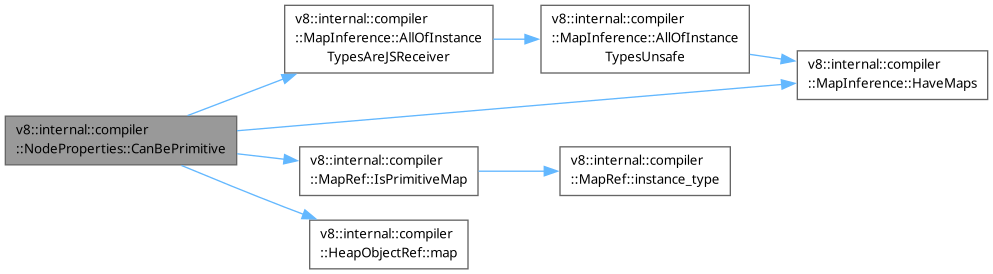 v8::internal::compiler
::NodeProperties::CanBePrimitive
v8::internal::compiler
::MapInference::AllOfInstance
TypesAreJSReceiver
v8::internal::compiler
::MapInference::AllOfInstance
TypesUnsafe
v8::internal::compiler
::MapInference::HaveMaps
v8::internal::compiler
::MapRef::IsPrimitiveMap
v8::internal::compiler
::MapRef::instance_type
v8::internal::compiler
::HeapObjectRef::map